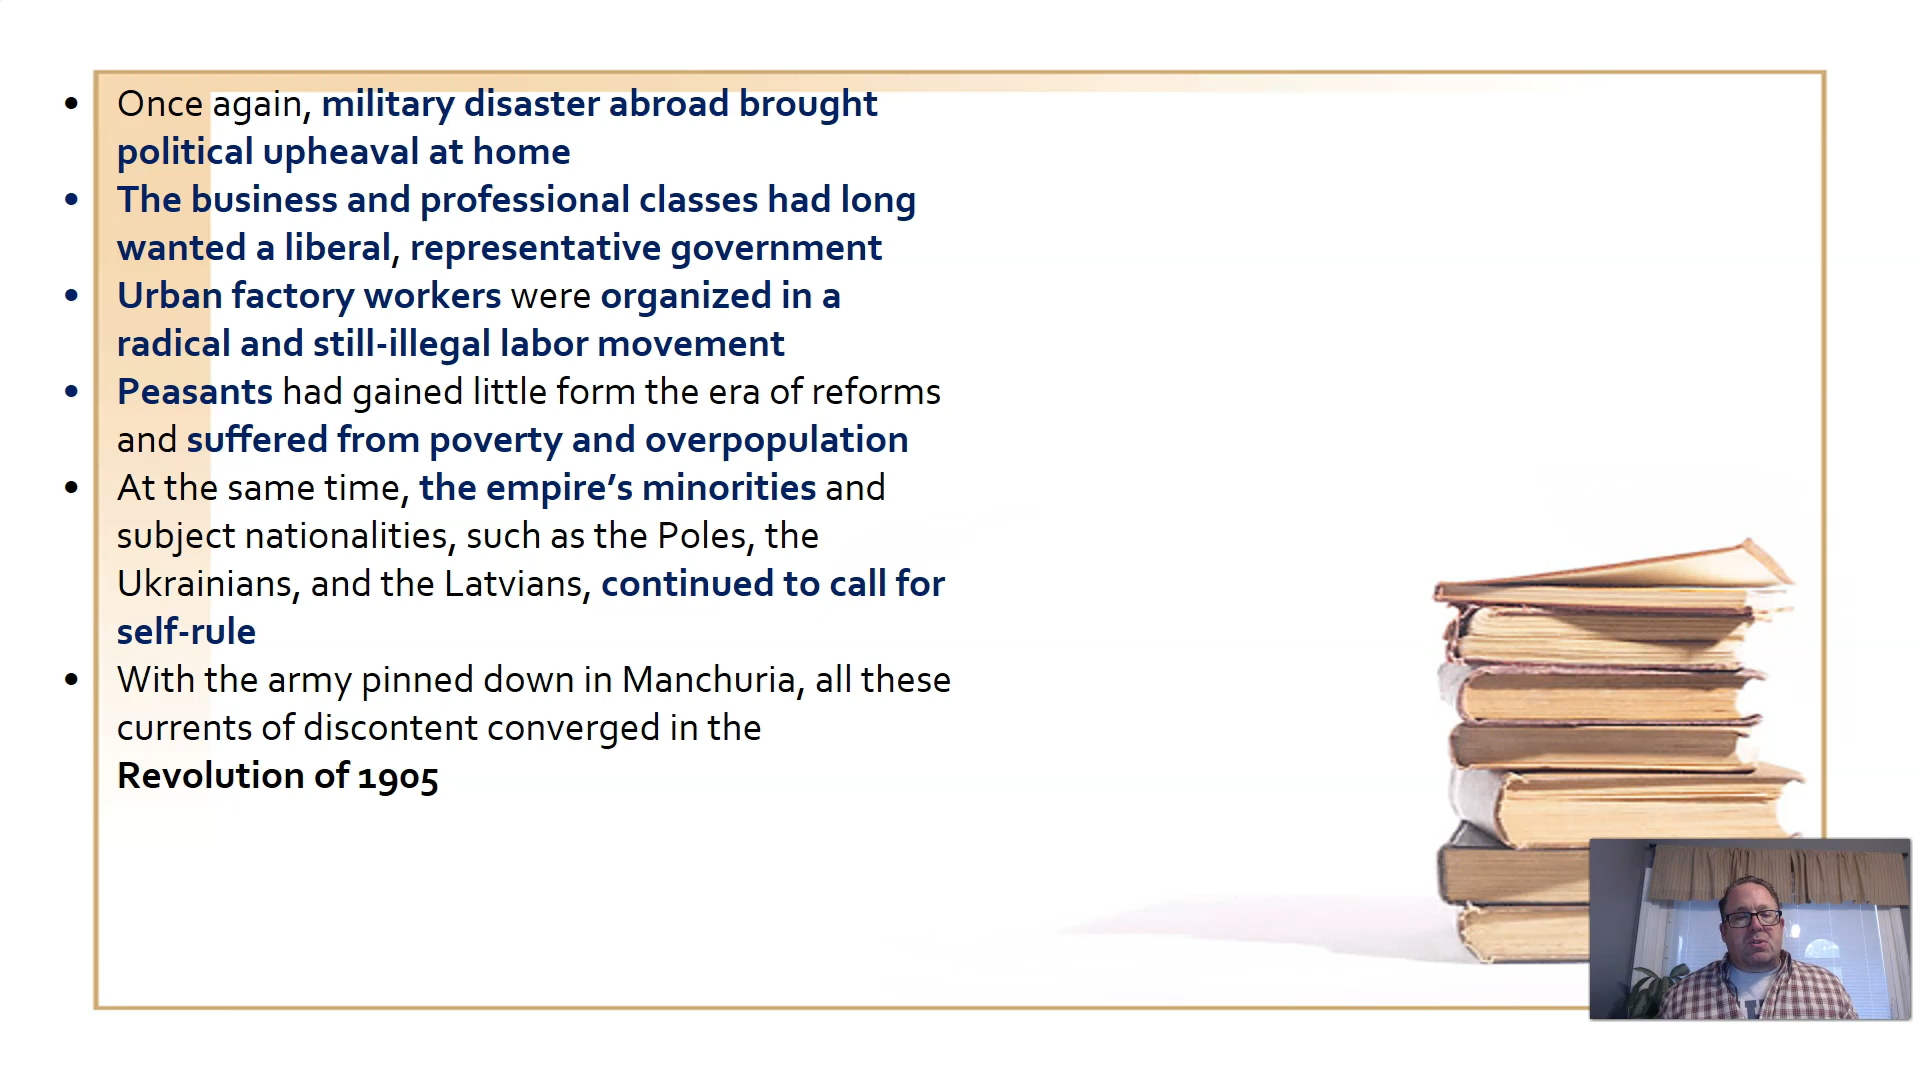 • Once again, military disaster abroad brought
political upheaval at home
• The business and professional classes had long
wanted a liberal, representative government
• Urban factory workers were organized in a
radical and still-illegal labor movement
• Peasants had gained little form the era of reforms
and suffered from poverty and overpopulation
• At the same time, the empire’s minorities and
subject nationalities, such as the Poles, the
Ukrainians, and the Latvians, continued to call for
self-rule
• With the army pinned down in Manchuria, all these
currents of discontent converged in the
Revolution of 1905